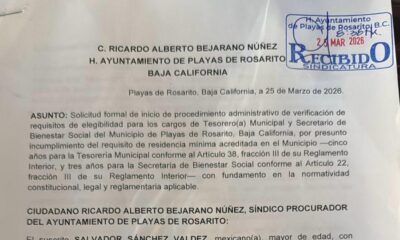 H. Ayuntamiento
de Playas de Rosarito, B.C.
25 MAR 2026
RECIBIDO
SINDICATURA
C. RICARDO ALBERTO BEJARANO NÚÑEZ
H. AYUNTAMIENTO DE PLAYAS DE ROSARITO
BAJA CALIFORNIA
Playas de Rosarito, Baja California, a 25 de Marzo de 2026.
ASUNTO: Solicitud formal de inicio de procedimiento administrativo de verificación de
requisitos de elegibilidad para los cargos de Tesorero(a) Municipal y Secretario de
Bienestar Social del Municipio de Playas de Rosarito, Baja California, por presunto
incumplimiento del requisito de residencia mínima acreditada en el Municipio —cinco
años para la Tesorería Municipal conforme al Artículo 38, fracción III de su Reglamento
Interior, y tres años para la Secretaría de Bienestar Social conforme al Artículo 22,
fracción III de su Reglamento Interior— con fundamento en la normatividad
constitucional, legal y reglamentaria aplicable.
CIUDADANO RICARDO ALBERTO BEJARANO NÚÑEZ, SÍNDICO PROCURADOR
DEL AYUNTAMIENTO DE PLAYAS DE ROSARITO:
El suscrito SALVADOR SÁNCHEZ VALDEZ, mexicano(a), mayor de edad, con